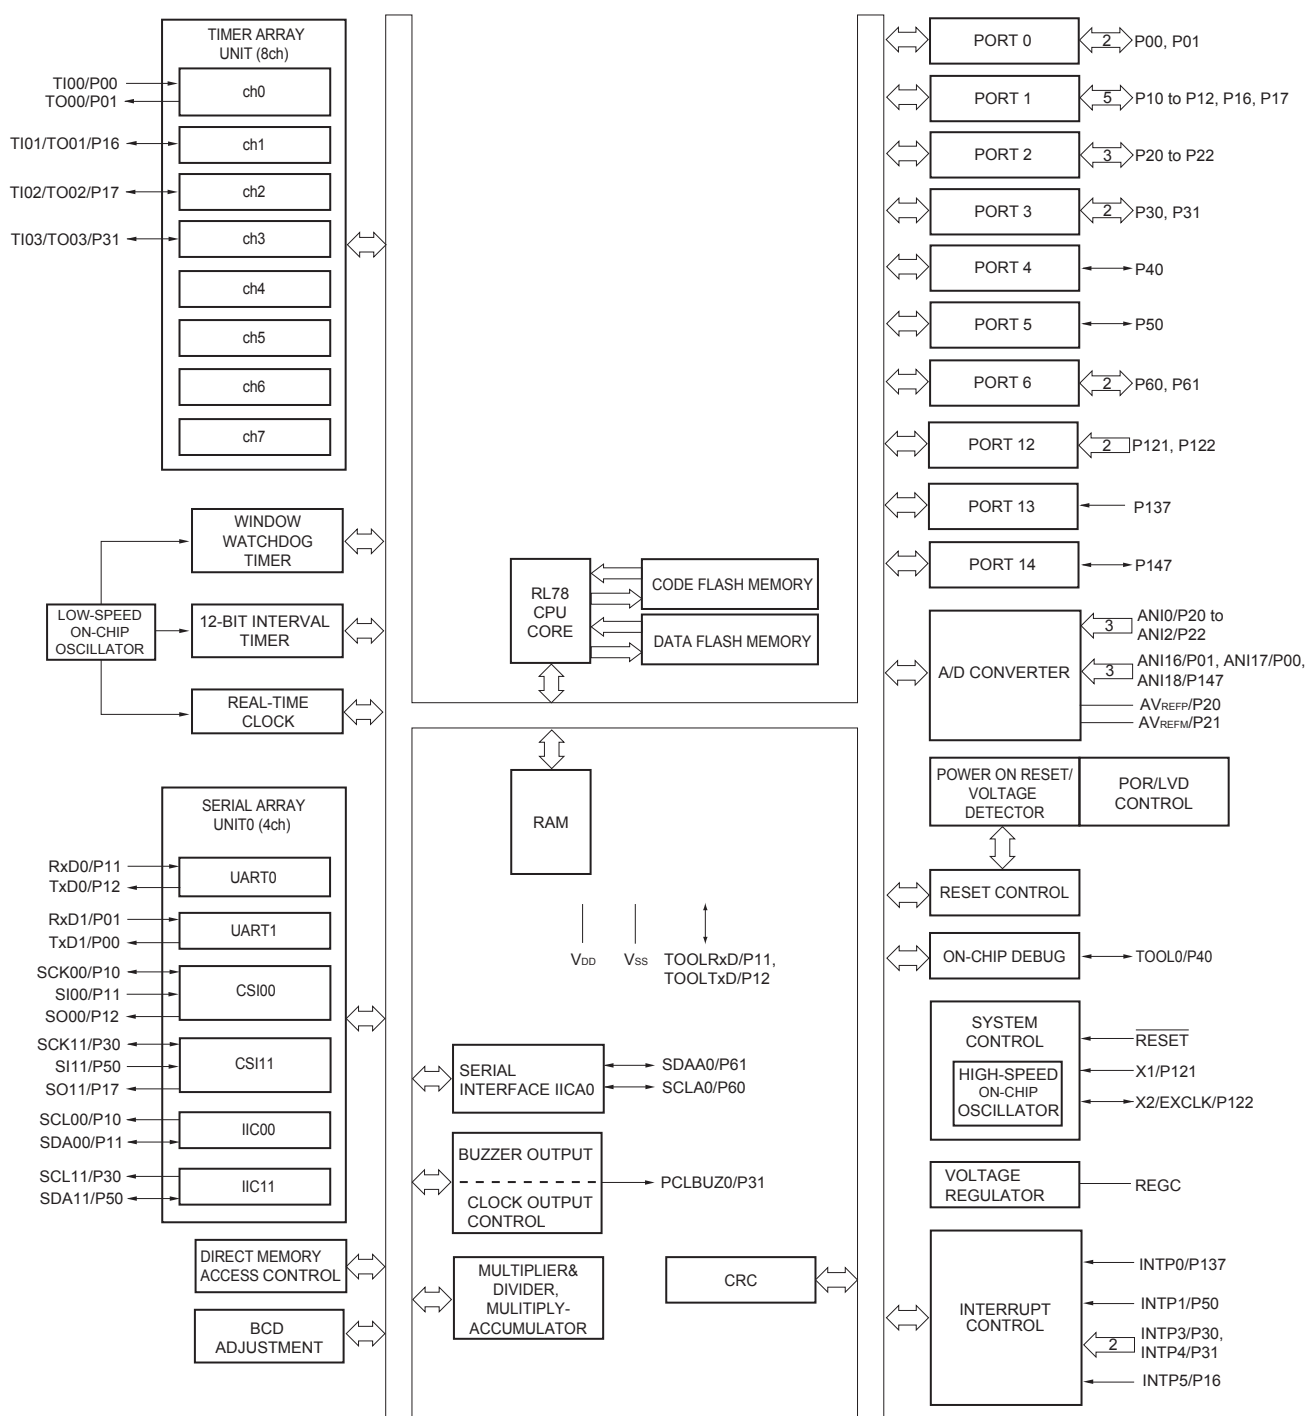 TIMER ARRAY
UNIT (8ch)
TI00/P00
TO00/P01
ch0
TI01/TO01/P16
ch1
TI02/TO02/P17
ch2
TI03/TO03/P31
ch3
ch4
ch5
ch6
ch7
WINDOW
WATCHDOG
TIMER
LOW-SPEED
ON-CHIP
OSCILLATOR
12-BIT INTERVAL
TIMER
REAL-TIME
CLOCK
SERIAL ARRAY
UNIT0 (4ch)
RxD0/P11
TxD0/P12
UART0
RxD1/P01
TxD1/P00
UART1
SCK00/P10
SI00/P11
SO00/P12
CSI00
SCK11/P30
SI11/P50
SO11/P17
CSI11
SCL00/P10
SDA00/P11
IIC00
SCL11/P30
SDA11/P50
IIC11
DIRECT MEMORY
ACCESS CONTROL
BCD
ADJUSTMENT
RL78
CPU
CORE
CODE FLASH MEMORY
DATA FLASH MEMORY
RAM
VDD
VSS
TOOLRxD/P11,
TOOLTxD/P12
SERIAL
INTERFACE IICA0
SDAA0/P61
SCLA0/P60
BUZZER OUTPUT
CLOCK OUTPUT
CONTROL
PCLBUZ0/P31
MULTIPLIER&
DIVIDER,
MULITIPLY-
ACCUMULATOR
CRC
PORT 0
2
P00, P01
PORT 1
5
P10 to P12, P16, P17
PORT 2
3
P20 to P22
PORT 3
2
P30, P31
PORT 4
P40
PORT 5
P50
PORT 6
2
P60, P61
PORT 12
2
P121, P122
PORT 13
P137
PORT 14
P147
A/D CONVERTER
3
ANI0/P20 to
ANI2/P22
3
ANI16/P01, ANI17/P00,
ANI18/P147
AVREFP/P20
AVREFM/P21
POWER ON RESET/
VOLTAGE
DETECTOR
POR/LVD
CONTROL
RESET CONTROL
ON-CHIP DEBUG
TOOL0/P40
SYSTEM
CONTROL
HIGH-SPEED
ON-CHIP
OSCILLATOR
RESET
X1/P121
X2/EXCLK/P122
VOLTAGE
REGULATOR
REGC
INTERRUPT
CONTROL
INTP0/P137
INTP1/P50
2
INTP3/P30,
INTP4/P31
INTP5/P16